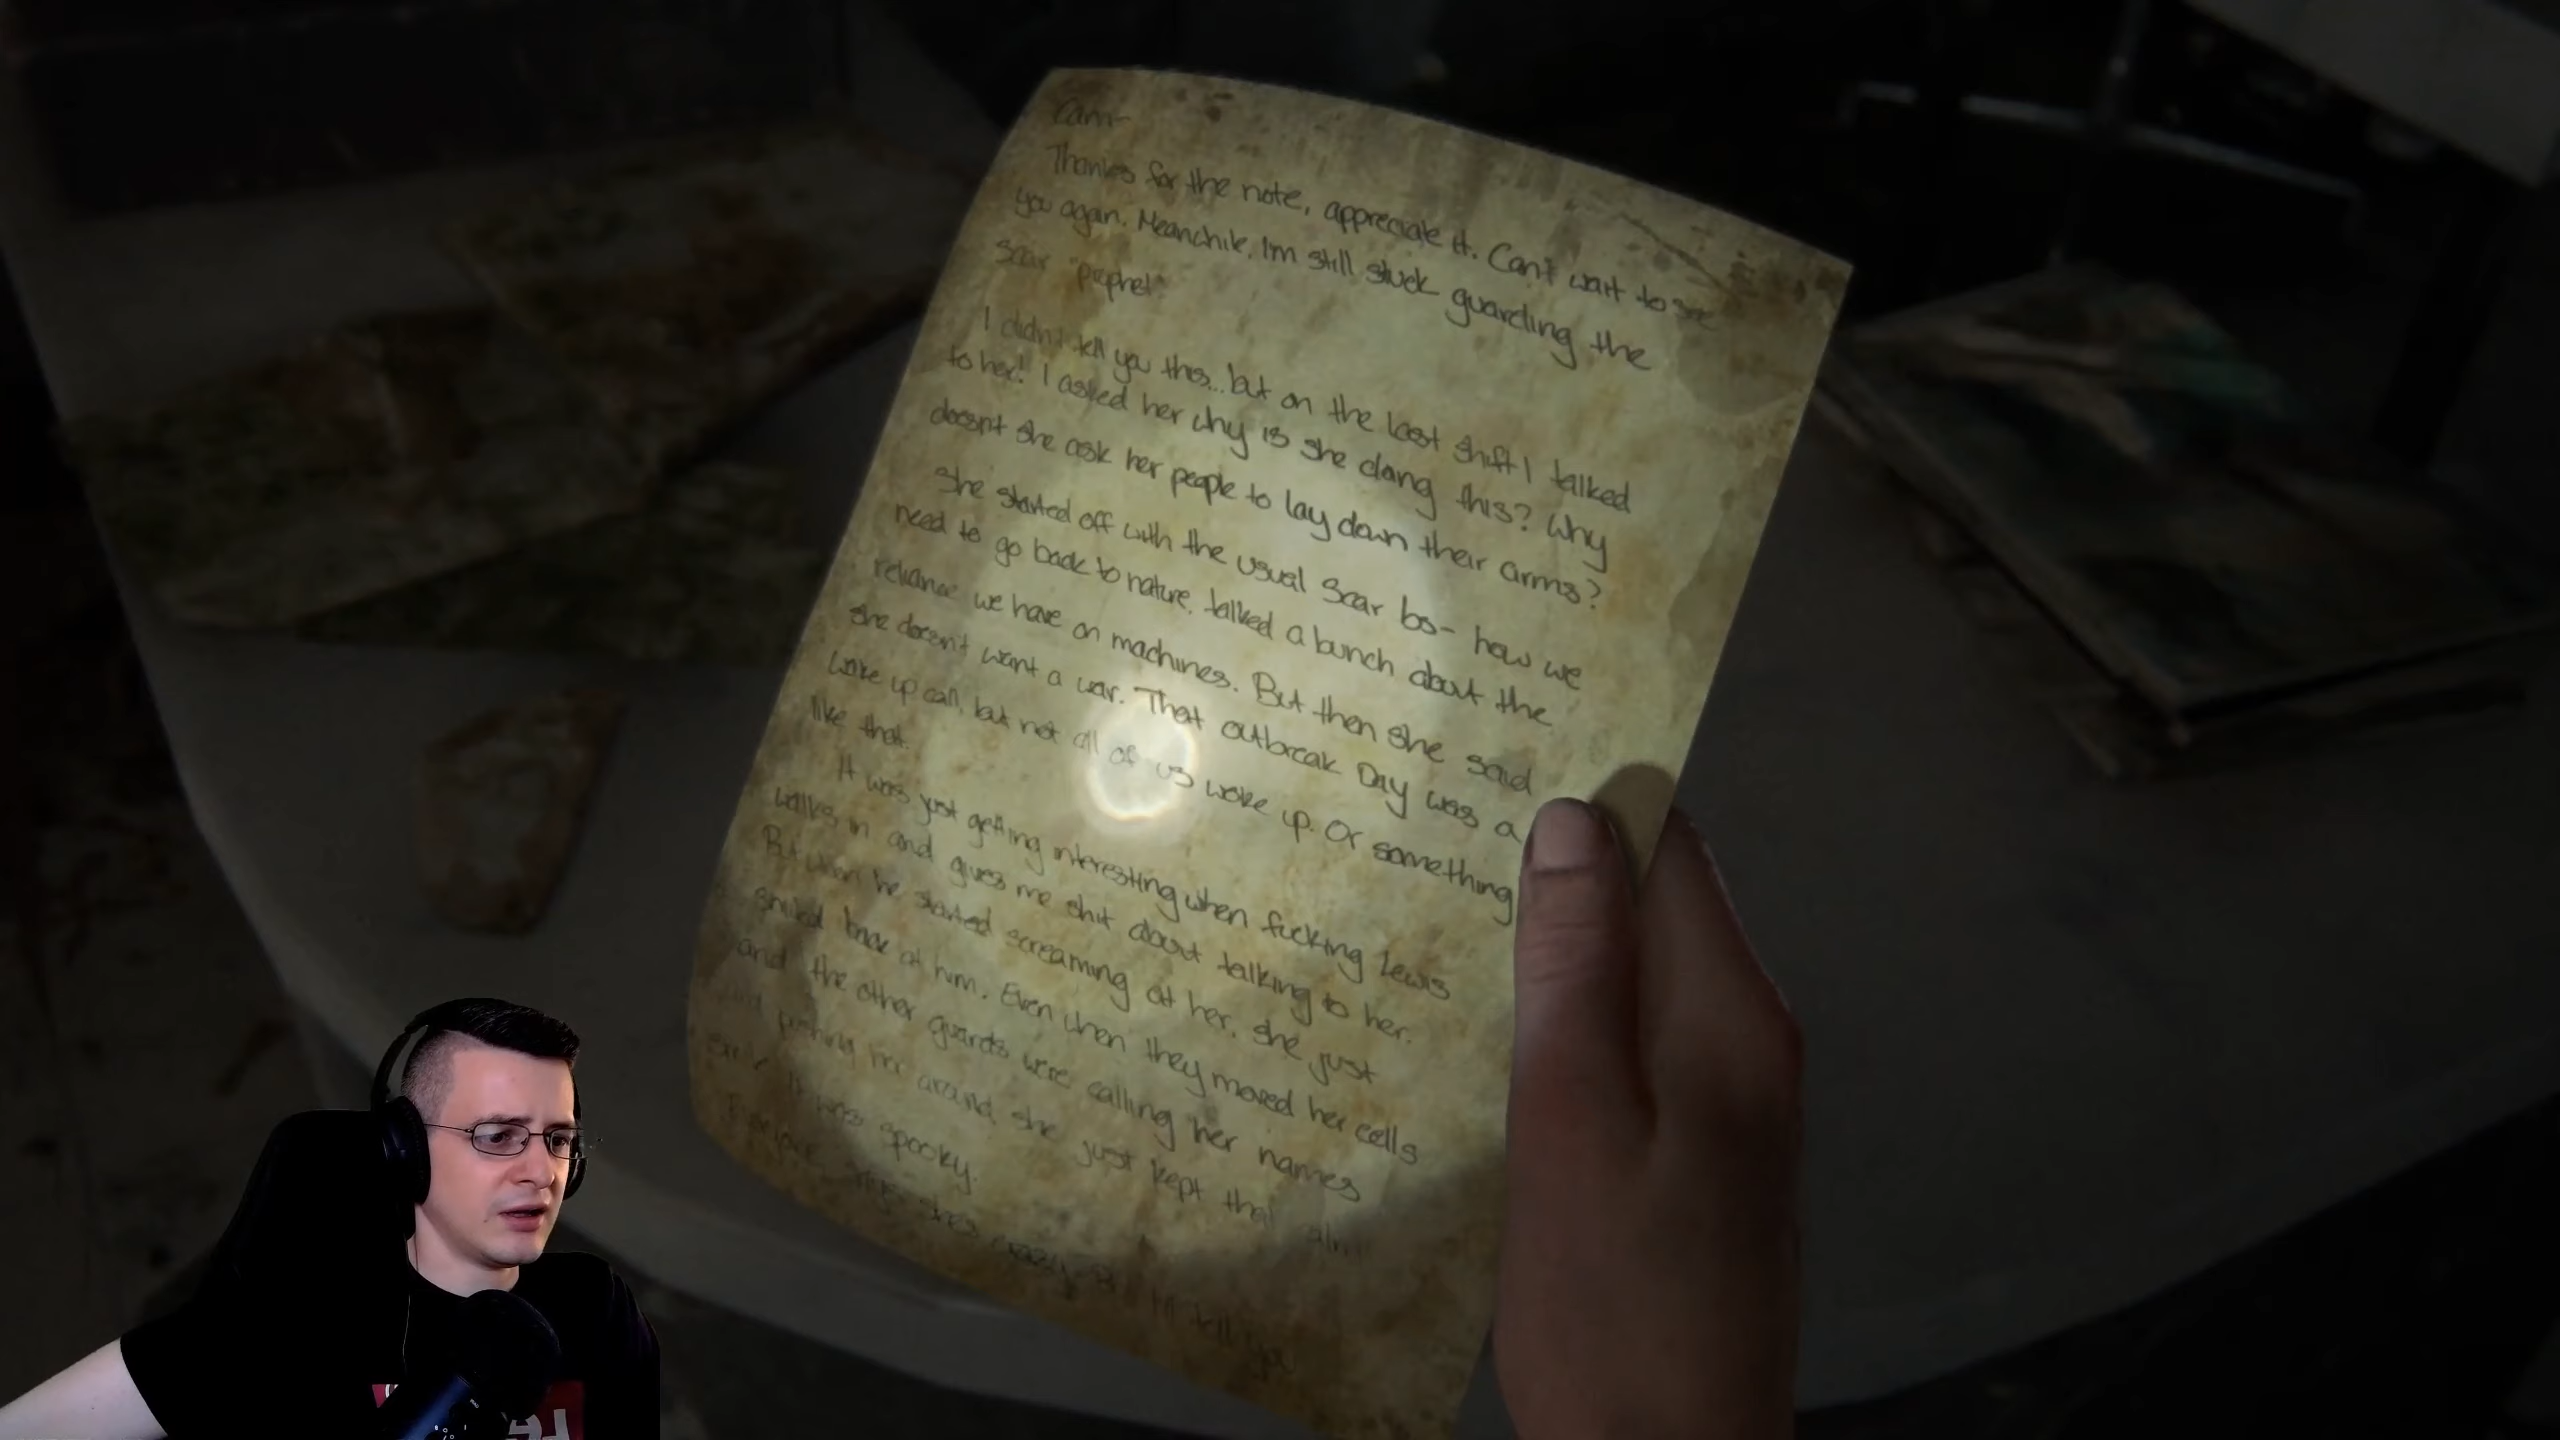 Cam-
Thanks for the note, appreciate it. Can't wait to see
you again. Meanwhile, I'm still stuck guarding the
Scar "prophet".
I didn't tell you this... but on the last shift I talked
to her! I asked her why is she doing this? Why
doesn't she ask her people to lay down their arms?
She started off with the usual Scar bs- how we
need to go back to nature, talked a bunch about the
reliance we have on machines. But then she said
she doesn't want a war. That outbreak Day was a
wake up call, but not all of us woke up. Or something
like that.
It was just getting interesting when fucking Lewis
walks in and gives me shit about talking to her.
But when he started screaming at her, she just
smiled back at him. Even when they moved her cells
and the other guards were calling her names
and pushing her around, she just kept that calm
smile. It was spooky.
she's crazy I'll tell you